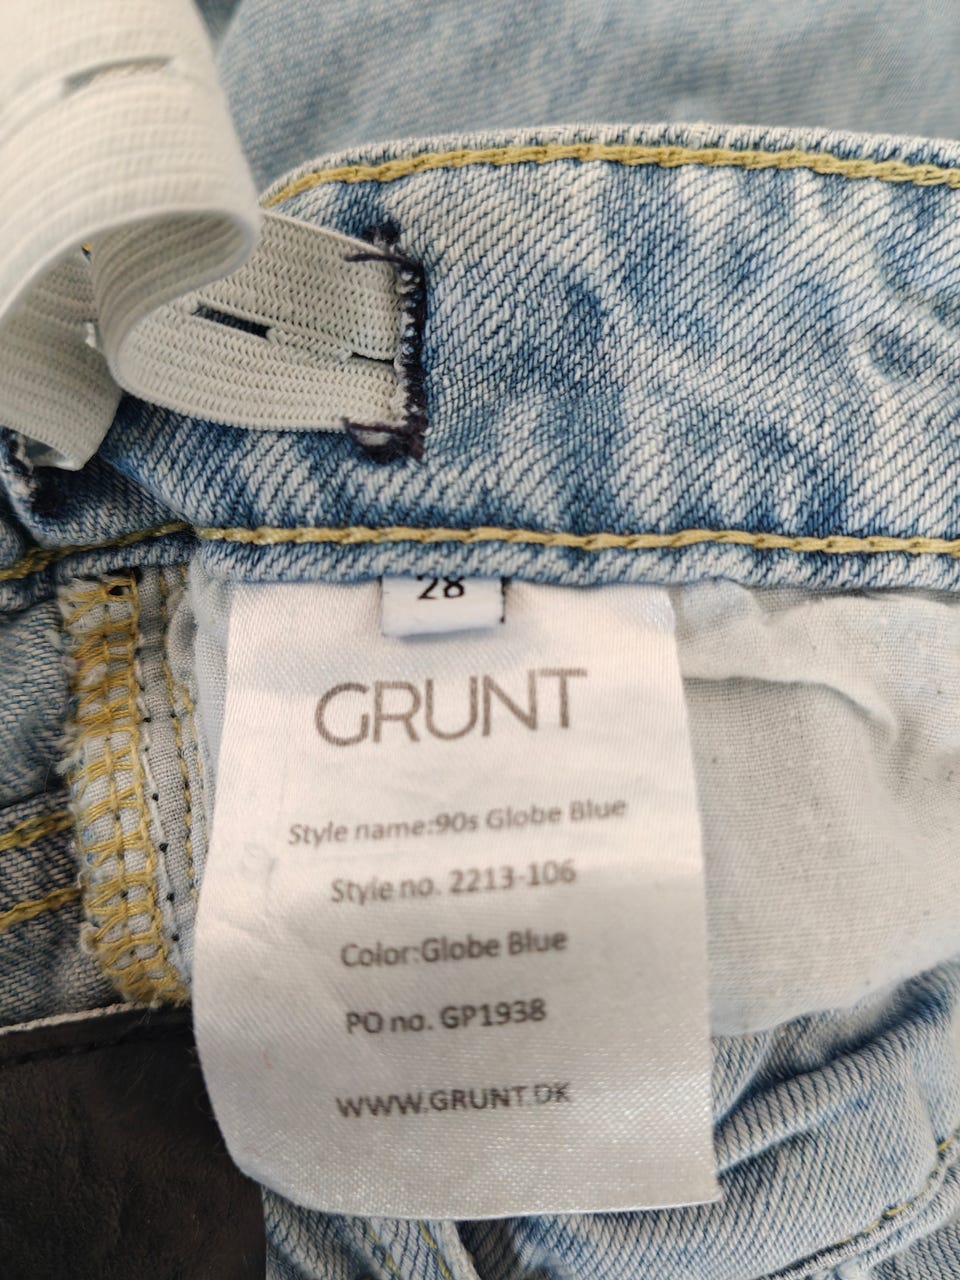 28
GRUNT
Style name:90s Globe Blue
Style no. 2213-106
Color:Globe Blue
PO no. GP1938
WWW.GRUNT.DK